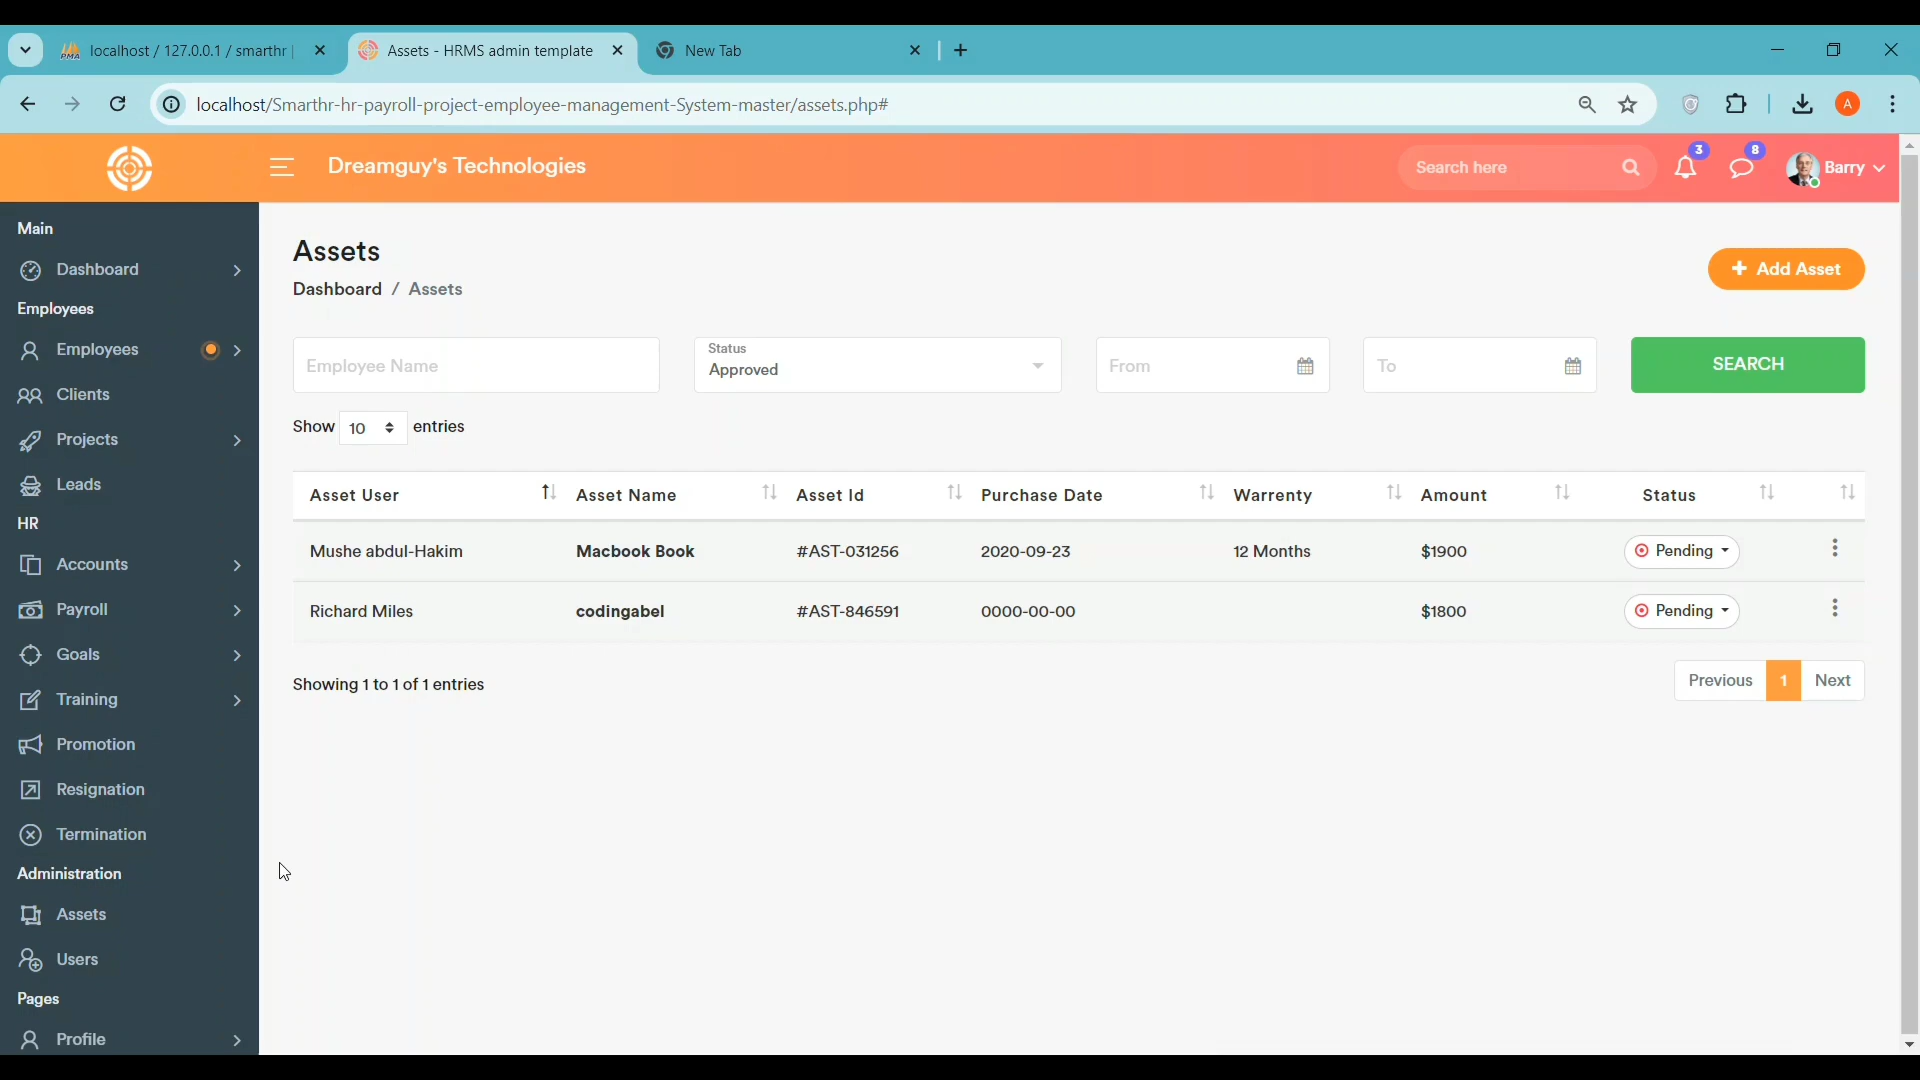 localhost / 127.0.0.1 / smarthr |
Assets - HRMS admin template
New Tab
localhost/Smarthr-hr-payroll-project-employee-management-System-master/assets.php#
A
Dreamguy's Technologies
Search here
3
8
Barry
Main
Dashboard
Employees
Employees
Clients
Projects
Leads
HR
Accounts
Payroll
Goals
Training
Promotion
Resignation
Termination
Administration
Assets
Users
Pages
Profile
Assets
Dashboard / Assets
+ Add Asset
Employee Name
Status
Approved
From
To
SEARCH
Show 10 entries
Asset User Asset Name Asset Id Purchase Date Warrenty Amount Status
Mushe abdul-Hakim Macbook Book #AST-031256 2020-09-23 12 Months $1900 Pending
Richard Miles codingabel #AST-846591 0000-00-00 $1800 Pending
Showing 1 to 1 of 1 entries
Previous 1 Next